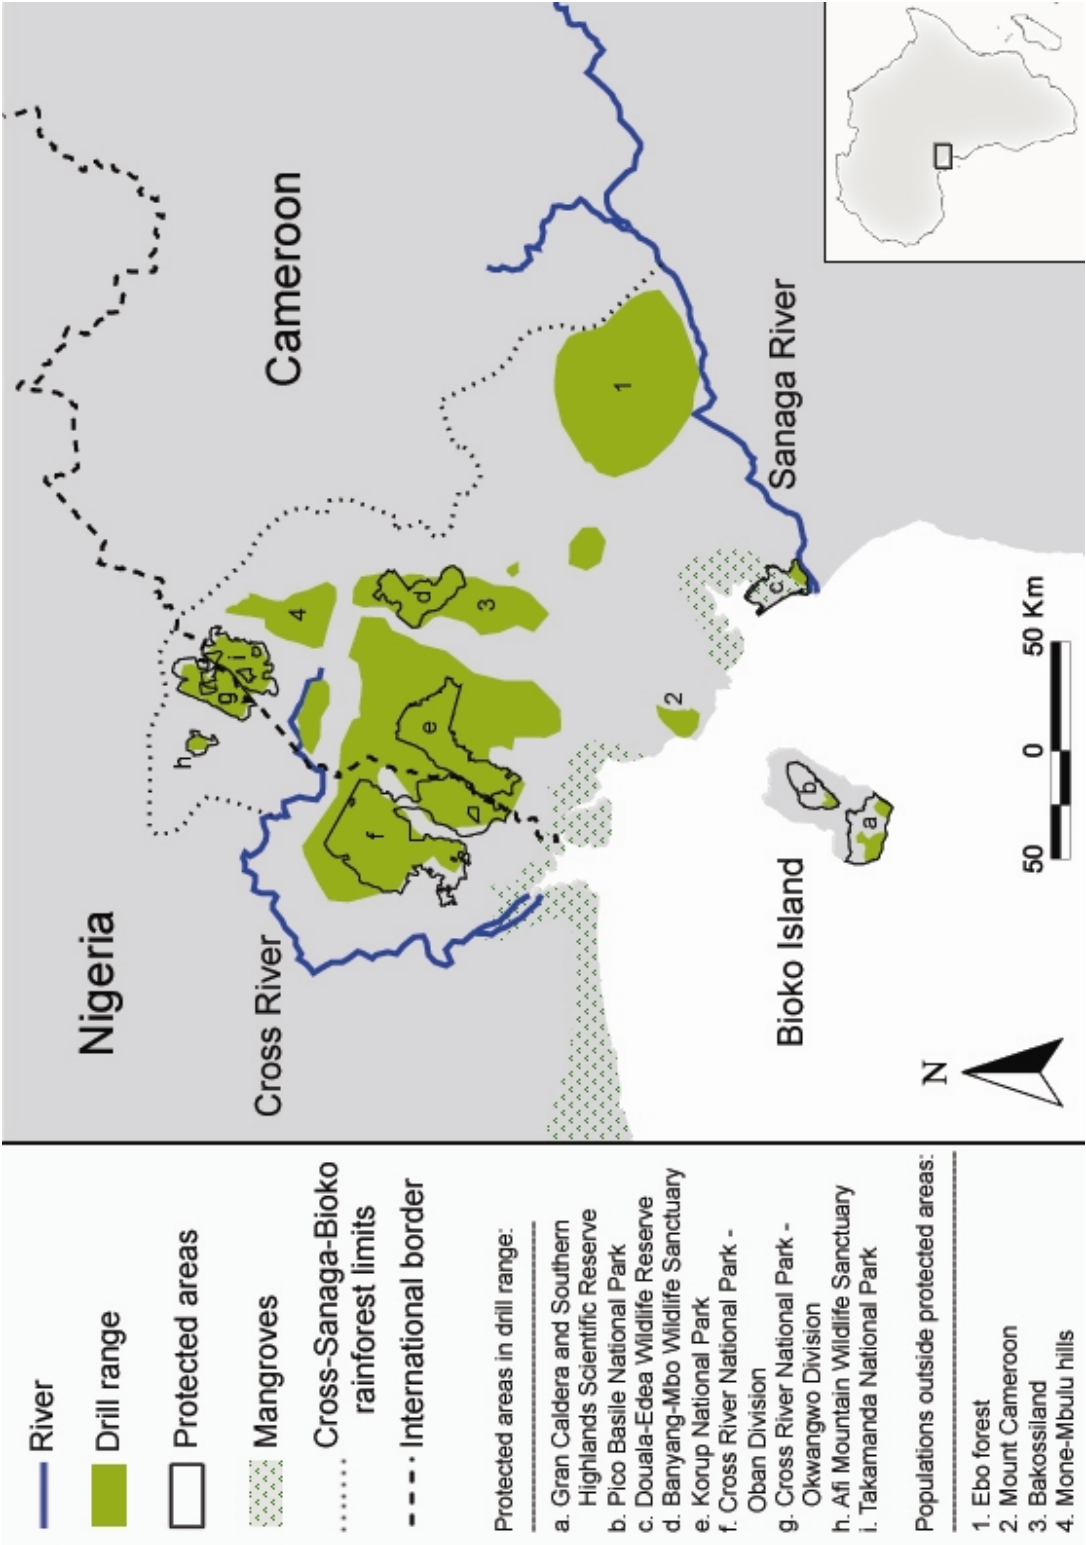 River
Drill range
Protected areas
Mangroves
Cross-Sanaga-Bioko
rainforest limits
International border
Protected areas in drill range:
a. Gran Caldera and Southern
Highlands Scientific Reserve
b. Pico Basile National Park
c. Douala-Edea Wildlife Reserve
d. Banyang-Mbo Wildlife Sanctuary
e. Korup National Park
f. Cross River National Park -
Oban Division
g. Cross River National Park -
Okwangwo Division
h. Afi Mountain Wildlife Sanctuary
i. Takamanda National Park
Populations outside protected areas:
1. Ebo forest
2. Mount Cameroon
3. Bakossiland
4. Mone-Mbulu hills
Nigeria
Cameroon
Cross River
Sanaga River
Bioko Island
h
g
i
4
d
3
f
e
1
2
c
b
a
N
50 0 50 Km